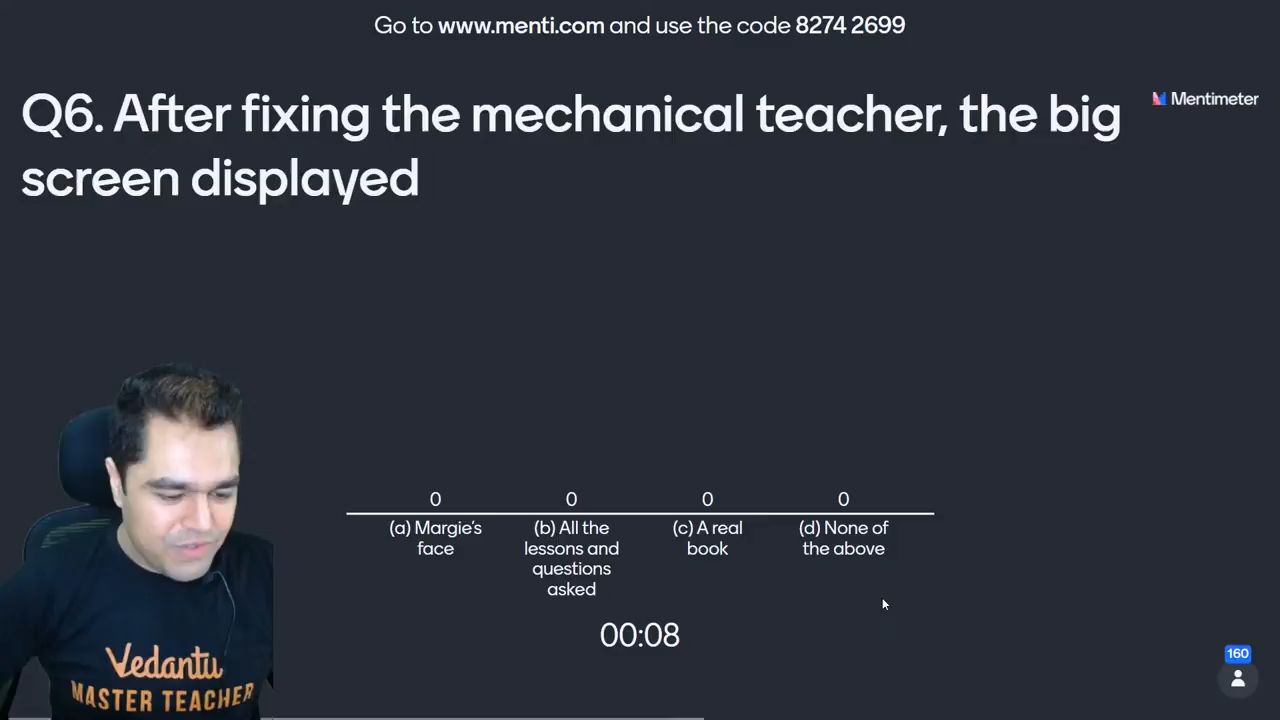 Go to www.menti.com and use the code 8274 2699
Mentimeter
Q6. After fixing the mechanical teacher, the big
screen displayed
0
0
0
0
(a) Margie's
face
(b) All the
lessons and
questions
asked
(c) A real
book
(d) None of
the above
00:08
160
Vedantu
MASTER TEACHER